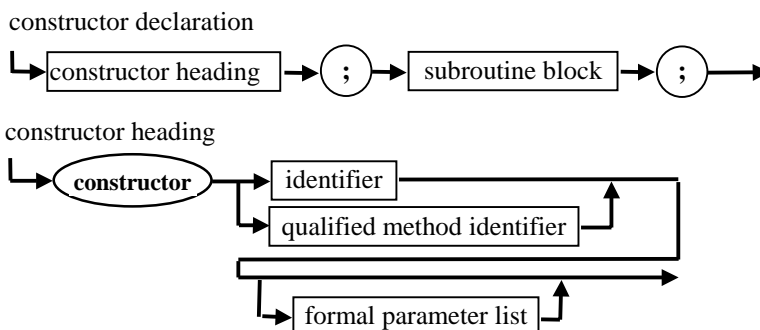 constructor declaration
constructor heading ; subroutine block ;
constructor heading
constructor identifier
qualified method identifier
formal parameter list